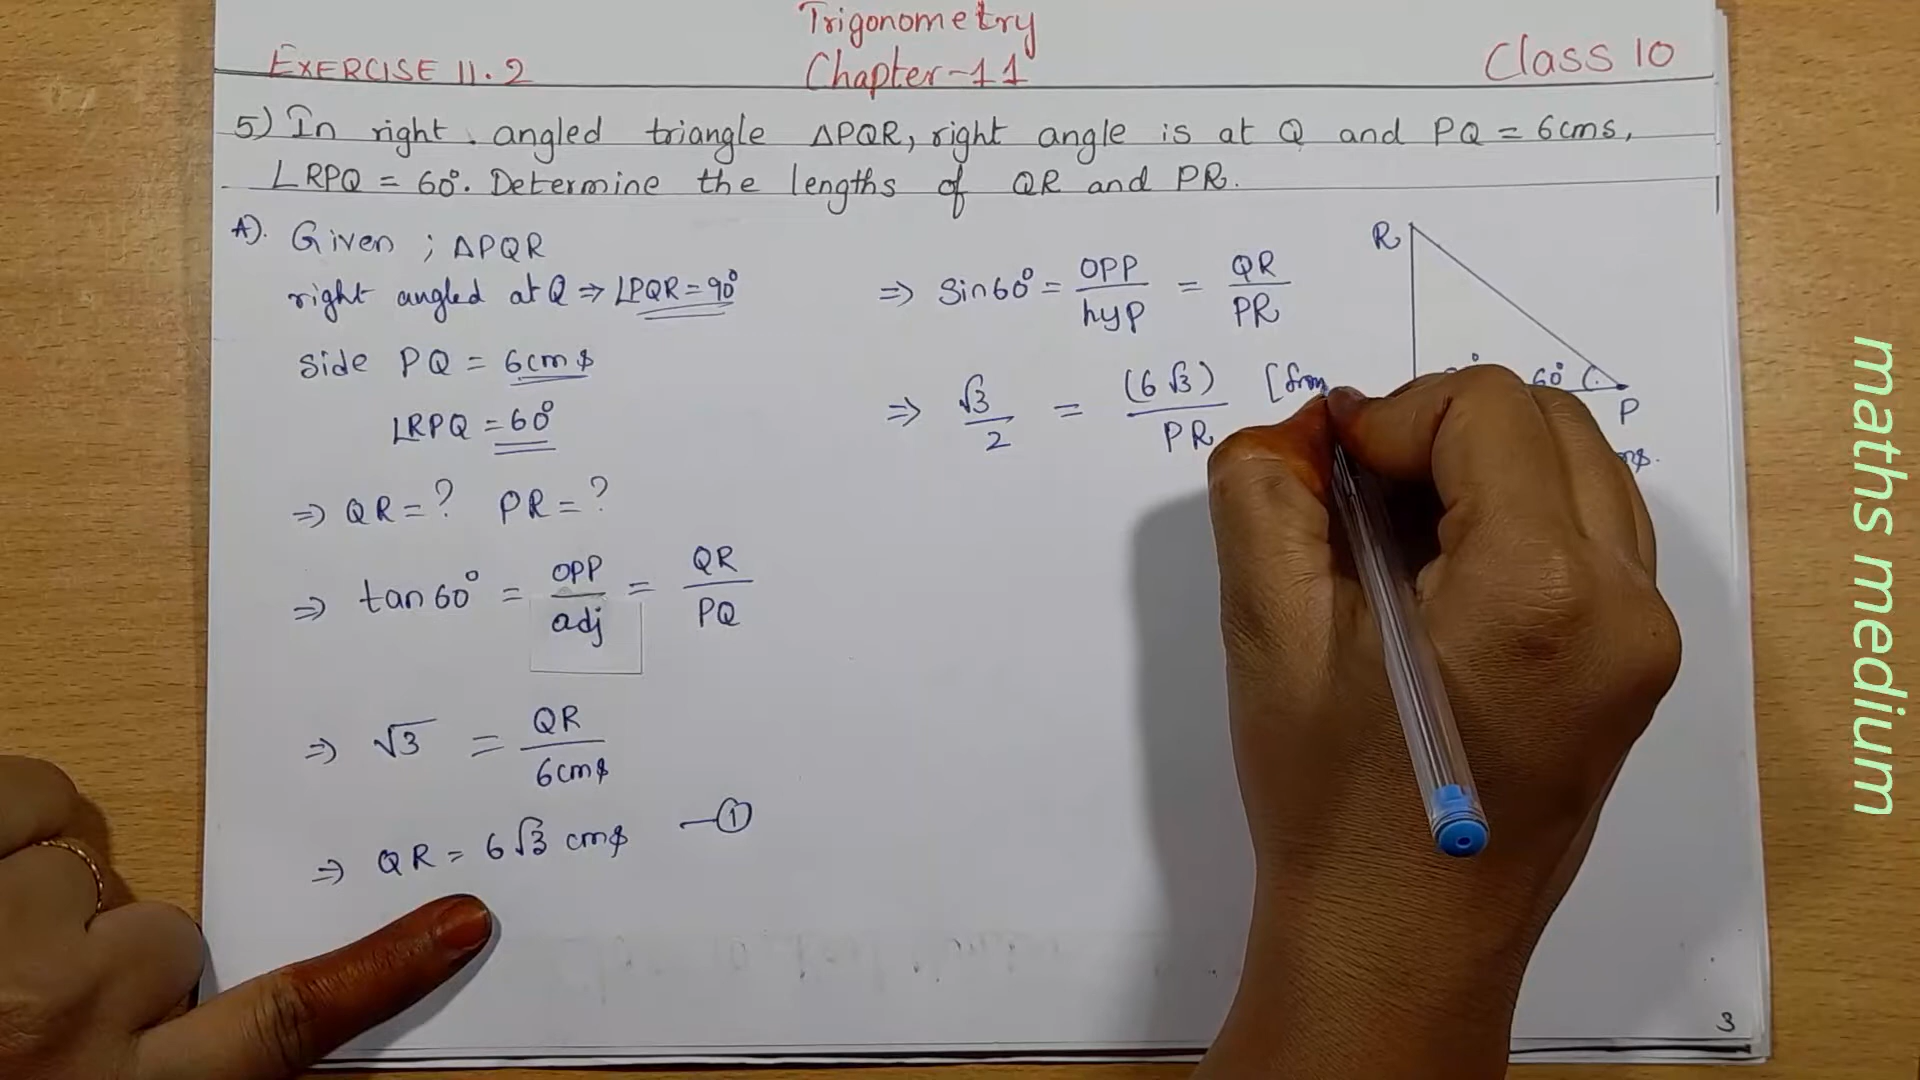 Trigonometry
EXERCISE 11.2
Chapter-11
Class 10
5) In right angled triangle ΔPQR, right angle is at Q and PQ = 6cms,
∠RPQ = 60°. Determine the lengths of QR and PR.
A). Given ; ΔPQR
right angled at Q ⇒ ∠PQR = 90°
Side PQ = 6cms
∠RPQ = 60°
⇒ QR = ? PR = ?
⇒ tan 60° = opp/adj = QR/PQ
⇒ √3 = QR/6cms
⇒ QR = 6√3 cms —①
⇒ Sin 60° = opp/hyp = QR/PR
⇒ √3/2 = (6√3)/PR [from
R
60°
P
3
maths medium